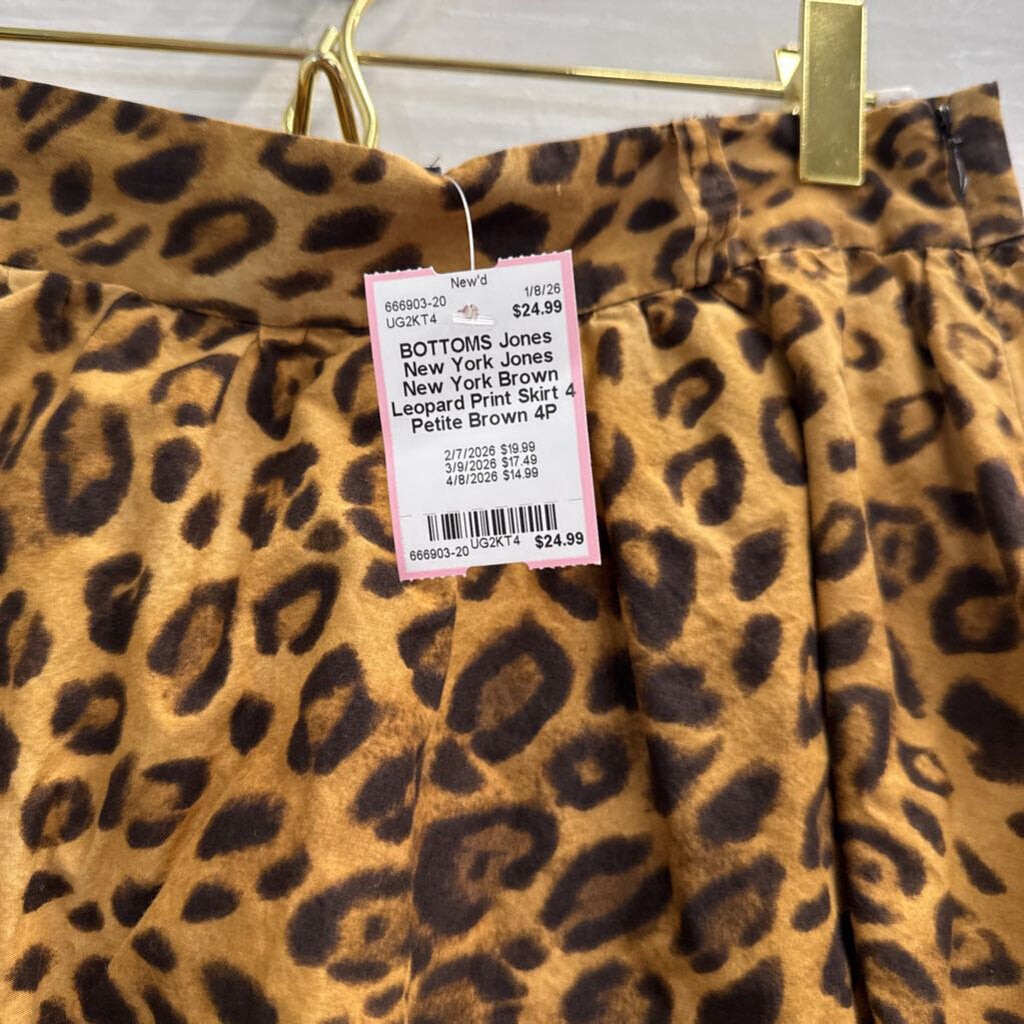 New'd
666903-20 1/8/26
UG2KT4 $24.99
BOTTOMS Jones
New York Jones
New York Brown
Leopard Print Skirt 4
Petite Brown 4P
2/7/2026 $19.99
3/9/2026 $17.49
4/8/2026 $14.99
666903-20 UG2KT4 $24.99